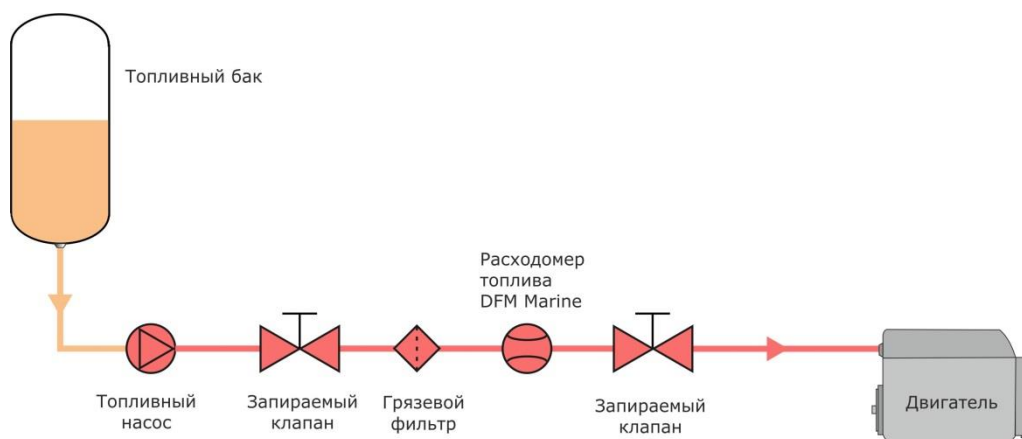 Топливный бак
Расходомер
топлива
DFM Marine
Топливный
насос
Запираемый
клапан
Грязевой
фильтр
Запираемый
клапан
Двигатель